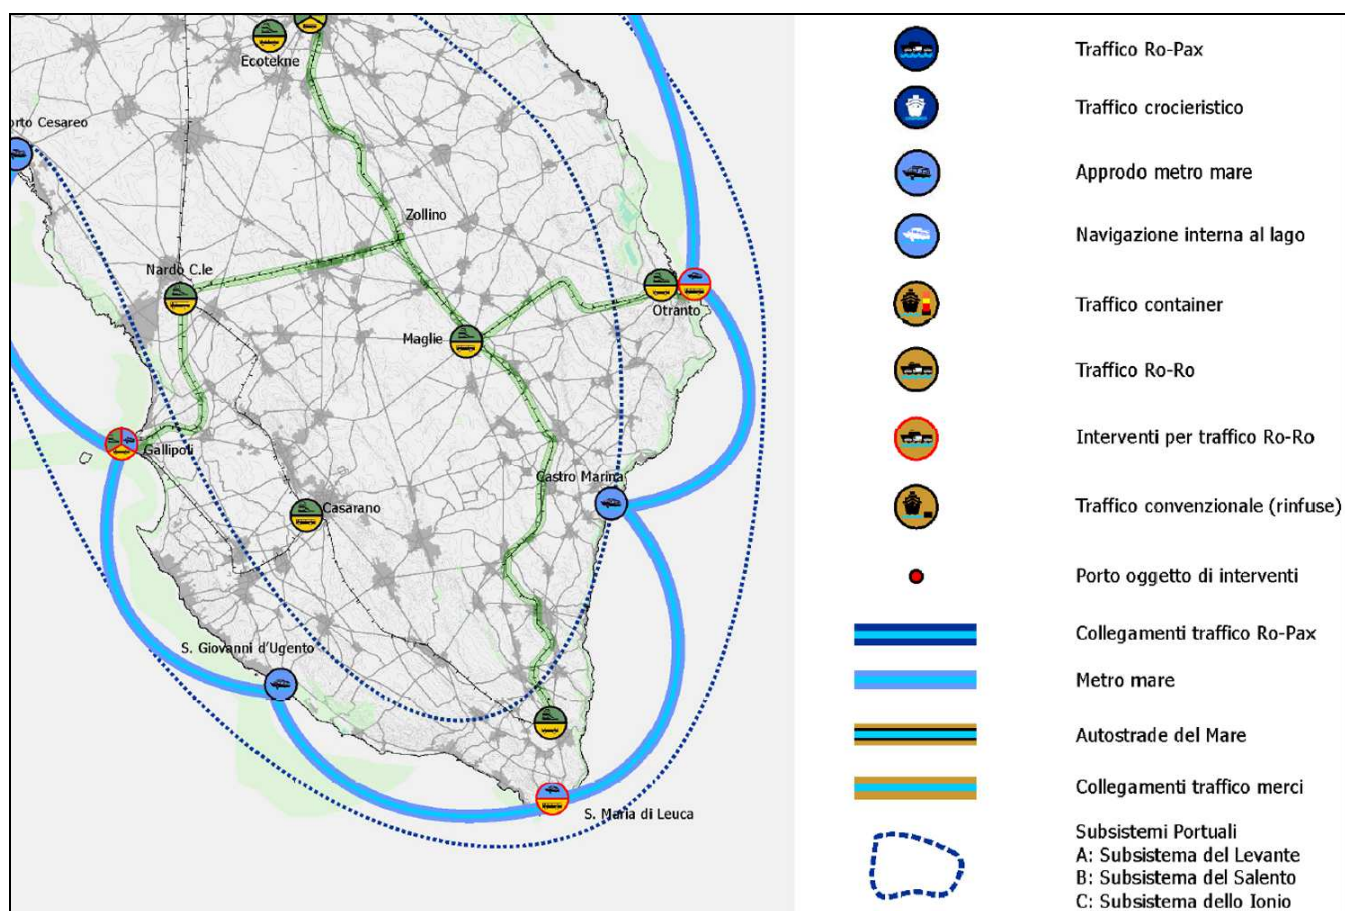 Ecotekne
orto Cesareo
Zollino
Nardò C.le
Otranto
Maglie
Gallipoli
Castro Marina
Casarano
S. Giovanni d'Ugento
S. Maria di Leuca
Traffico Ro-Pax
Traffico crocieristico
Approdo metro mare
Navigazione interna al lago
Traffico container
Traffico Ro-Ro
Interventi per traffico Ro-Ro
Traffico convenzionale (rinfuse)
Porto oggetto di interventi
Collegamenti traffico Ro-Pax
Metro mare
Autostrade del Mare
Collegamenti traffico merci
Subsistemi Portuali
A: Subsistema del Levante
B: Subsistema del Salento
C: Subsistema dello Ionio